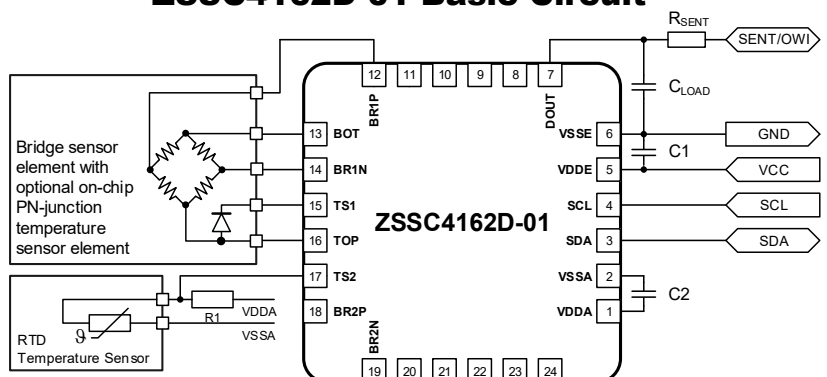 ZSSC4162D-01 Basic Circuit
RSENT
SENT/OWI
12 11 10 9 8 7
BR1P
DOUT
CLOAD
Bridge sensor
element with
optional on-chip
PN-junction
temperature
sensor element
13 BOT
14 BR1N
15 TS1
16 TOP
17 TS2
18 BR2P
BR2N
ZSSC4162D-01
VSSE 6
GND
C1
VDDE 5
VCC
SCL 4
SCL
SDA 3
SDA
VSSA 2
C2
VDDA 1
R1
VDDA
VSSA
RTD
ϑ
Temperature Sensor
19 20 21 22 23 24